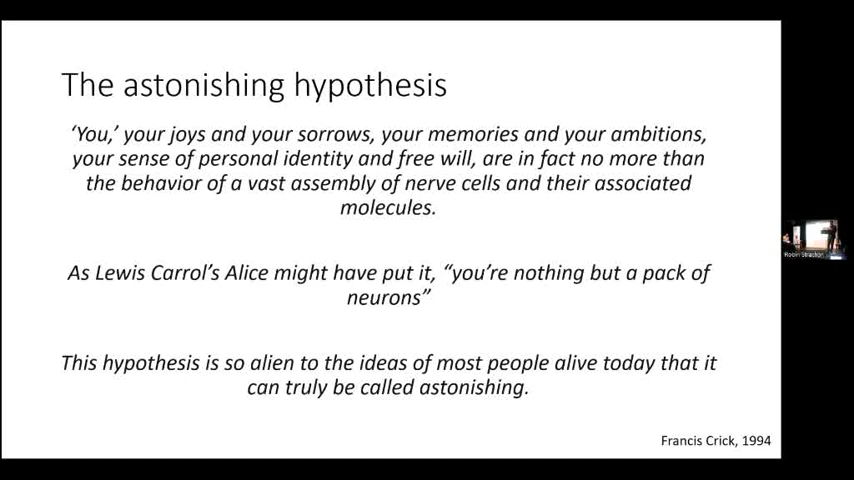 The astonishing hypothesis
‘You,’ your joys and your sorrows, your memories and your ambitions,
your sense of personal identity and free will, are in fact no more than
the behavior of a vast assembly of nerve cells and their associated
molecules.
As Lewis Carrol’s Alice might have put it, “you’re nothing but a pack of
neurons”
This hypothesis is so alien to the ideas of most people alive today that it
can truly be called astonishing.
Francis Crick, 1994
Robin